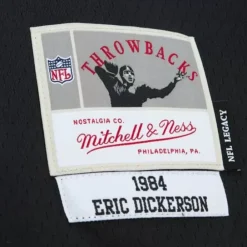 THROWBACKS
NFL
NOSTALGIA CO.
Mitchell & Ness
PHILADELPHIA, PA.
NFL LEGACY
1984
ERIC DICKERSON